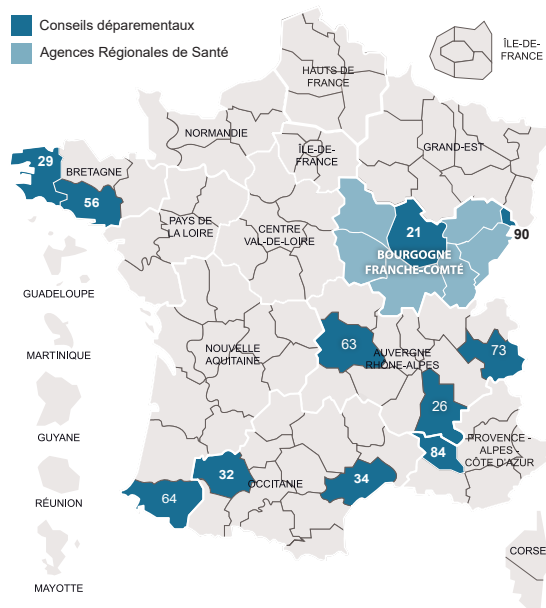 Conseils déparementaux
Agences Régionales de Santé
ÎLE-DE-
FRANCE
HAUTS DE
FRANCE
NORMANDIE
ÎLE-DE-
FRANCE
GRAND-EST
29
BRETAGNE
56
PAYS DE
LA LOIRE
CENTRE
VAL-DE-LOIRE
21
90
BOURGOGNE
FRANCHE-COMTÉ
GUADELOUPE
MARTINIQUE
NOUVELLE
AQUITAINE
63
AUVERGNE
RHÔNE-ALPES
73
26
GUYANE
PROVENCE -
ALPES
CÔTE D'AZUR
84
32
OCCITANIE
34
64
RÉUNION
CORSE
MAYOTTE